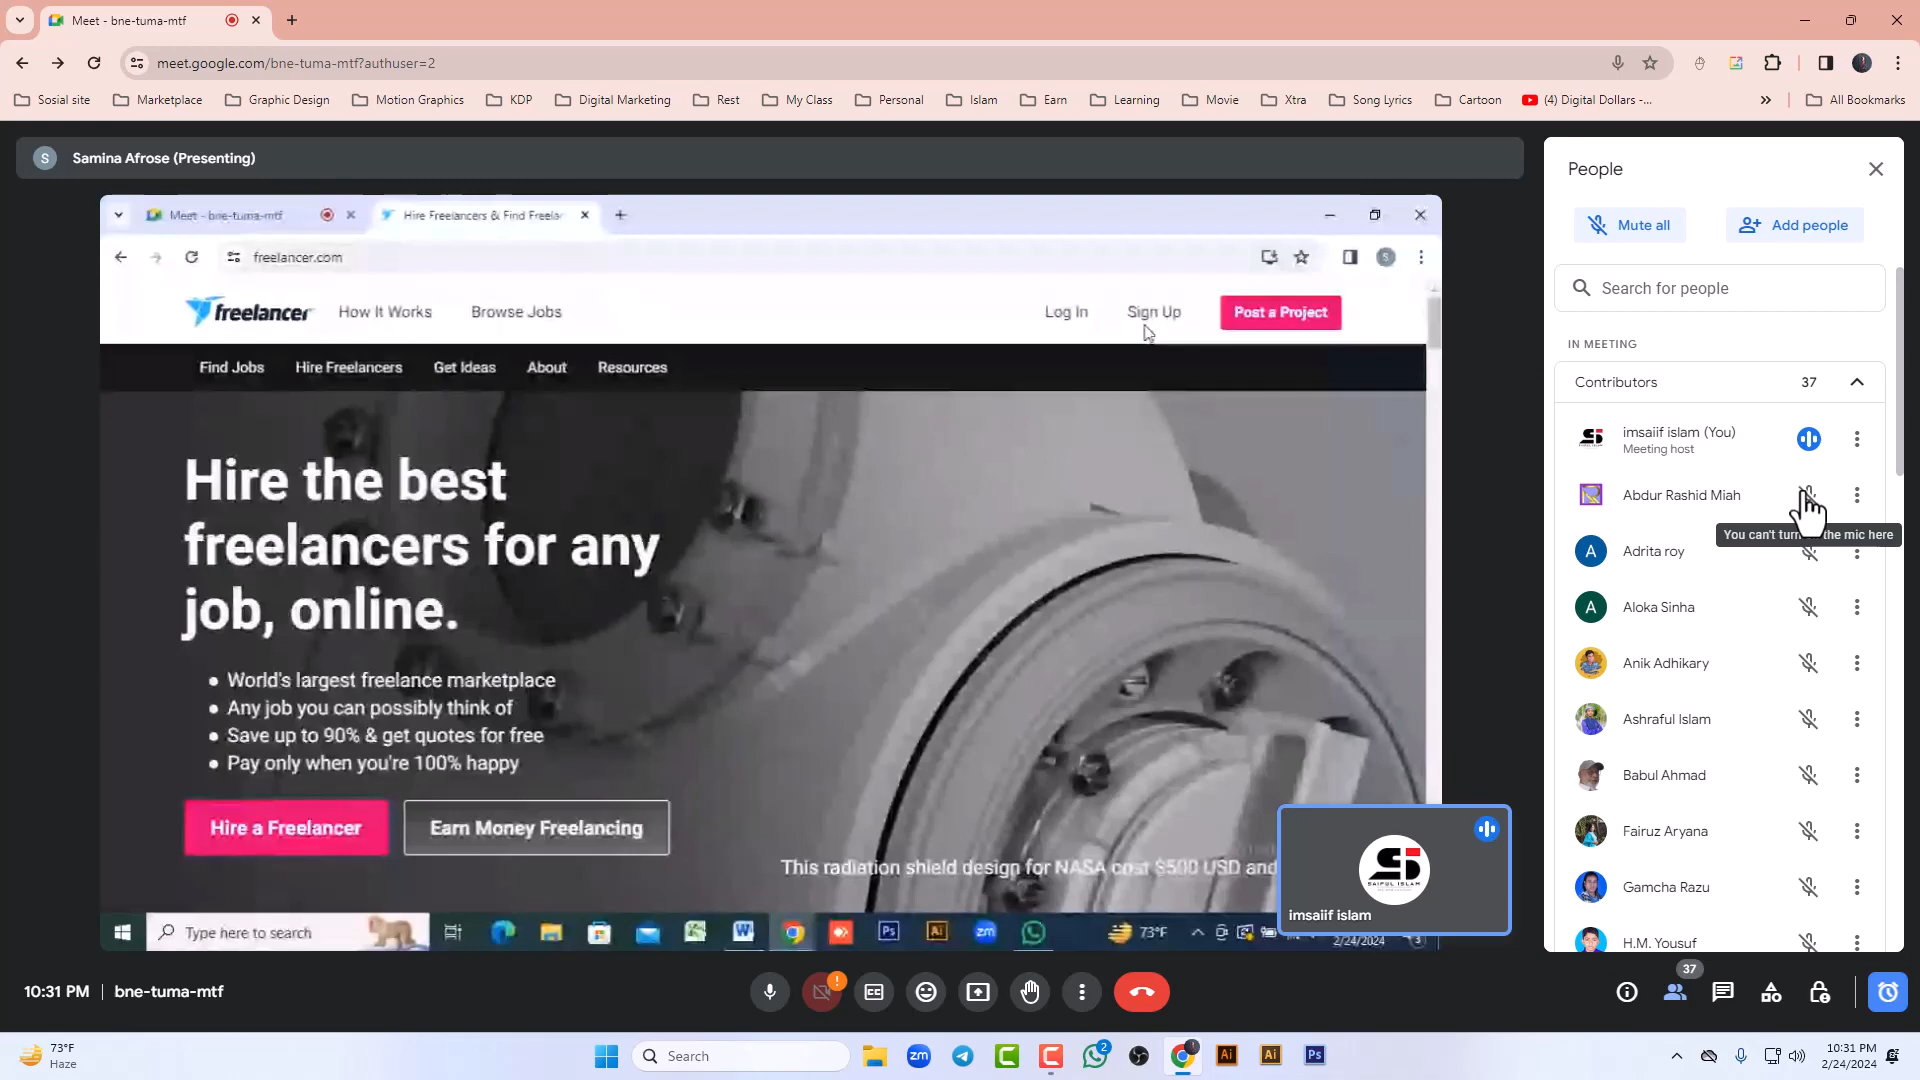 Meet - bne-tuma-mtf
meet.google.com/bne-tuma-mtf?authuser=2
Sosial site
Marketplace
Graphic Design
Motion Graphics
KDP
Digital Marketing
Rest
My Class
Personal
Islam
Earn
Learning
Movie
Xtra
Song Lyrics
Cartoon
(4) Digital Dollars -...
All Bookmarks
S
Samina Afrose (Presenting)
Meet - bne-tuma-mtf
Hire Freelancers & Find Freela
freelancer.com
S
freelancer
How It Works
Browse Jobs
Log In
Sign Up
Post a Project
Find Jobs
Hire Freelancers
Get Ideas
About
Resources
Hire the best
freelancers for any
job, online.
World's largest freelance marketplace
Any job you can possibly think of
Save up to 90% & get quotes for free
Pay only when you're 100% happy
Hire a Freelancer
Earn Money Freelancing
This radiation shield design for NASA cost $500 USD and
Type here to search
73°F
2/24/2024
3
SAIFUL ISLAM
imsaiif islam
People
Mute all
Add people
Search for people
IN MEETING
Contributors
37
imsaiif islam (You)
Meeting host
Abdur Rashid Miah
You can't turn the mic here
A
Adrita roy
A
Aloka Sinha
Anik Adhikary
Ashraful Islam
Babul Ahmad
Fairuz Aryana
Gamcha Razu
H.M. Yousuf
10:31 PM
bne-tuma-mtf
37
73°F
Haze
Search
zm
2
Ai
Ai
Ps
10:31 PM
2/24/2024